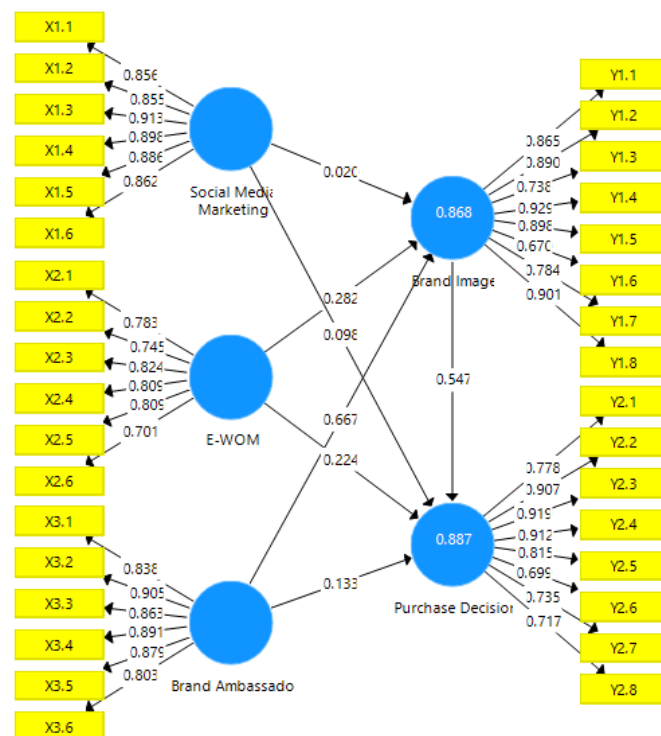 X1.1
X1.2
X1.3
X1.4
X1.5
X1.6
0.856
0.855
0.913
0.898
0.886
0.862
Social Media
Marketing
X2.1
X2.2
X2.3
X2.4
X2.5
X2.6
0.783
0.745
0.824
0.809
0.809
0.701
E-WOM
X3.1
X3.2
X3.3
X3.4
X3.5
X3.6
0.838
0.905
0.863
0.891
0.879
0.803
Brand Ambassado
0.020
0.282
0.098
0.667
0.224
0.133
0.547
0.868
Brand Image
0.887
Purchase Decision
0.865
0.890
0.738
0.929
0.898
0.670
0.784
0.901
Y1.1
Y1.2
Y1.3
Y1.4
Y1.5
Y1.6
Y1.7
Y1.8
0.778
0.907
0.919
0.912
0.815
0.699
0.735
0.717
Y2.1
Y2.2
Y2.3
Y2.4
Y2.5
Y2.6
Y2.7
Y2.8